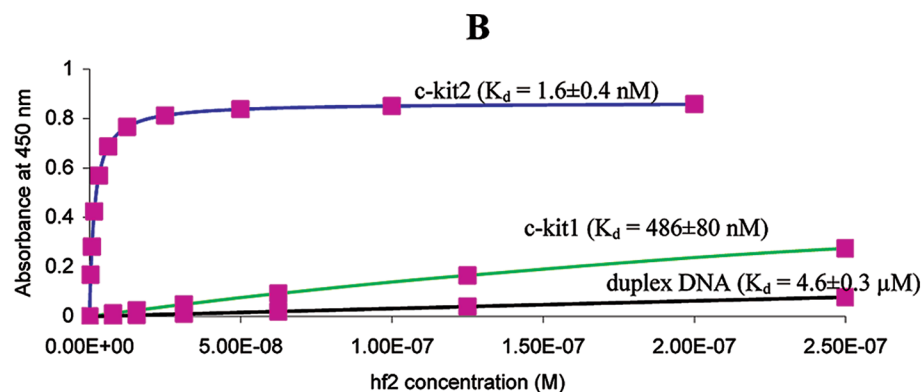 B
1
0.8
0.6
0.4
0.2
0
Absorbance at 450 nm
c-kit2 (Kd = 1.6±0.4 nM)
c-kit1 (Kd = 486±80 nM)
duplex DNA (Kd = 4.6±0.3 µM)
0.00E+00 5.00E-08 1.00E-07 1.50E-07 2.00E-07 2.50E-07
hf2 concentration (M)